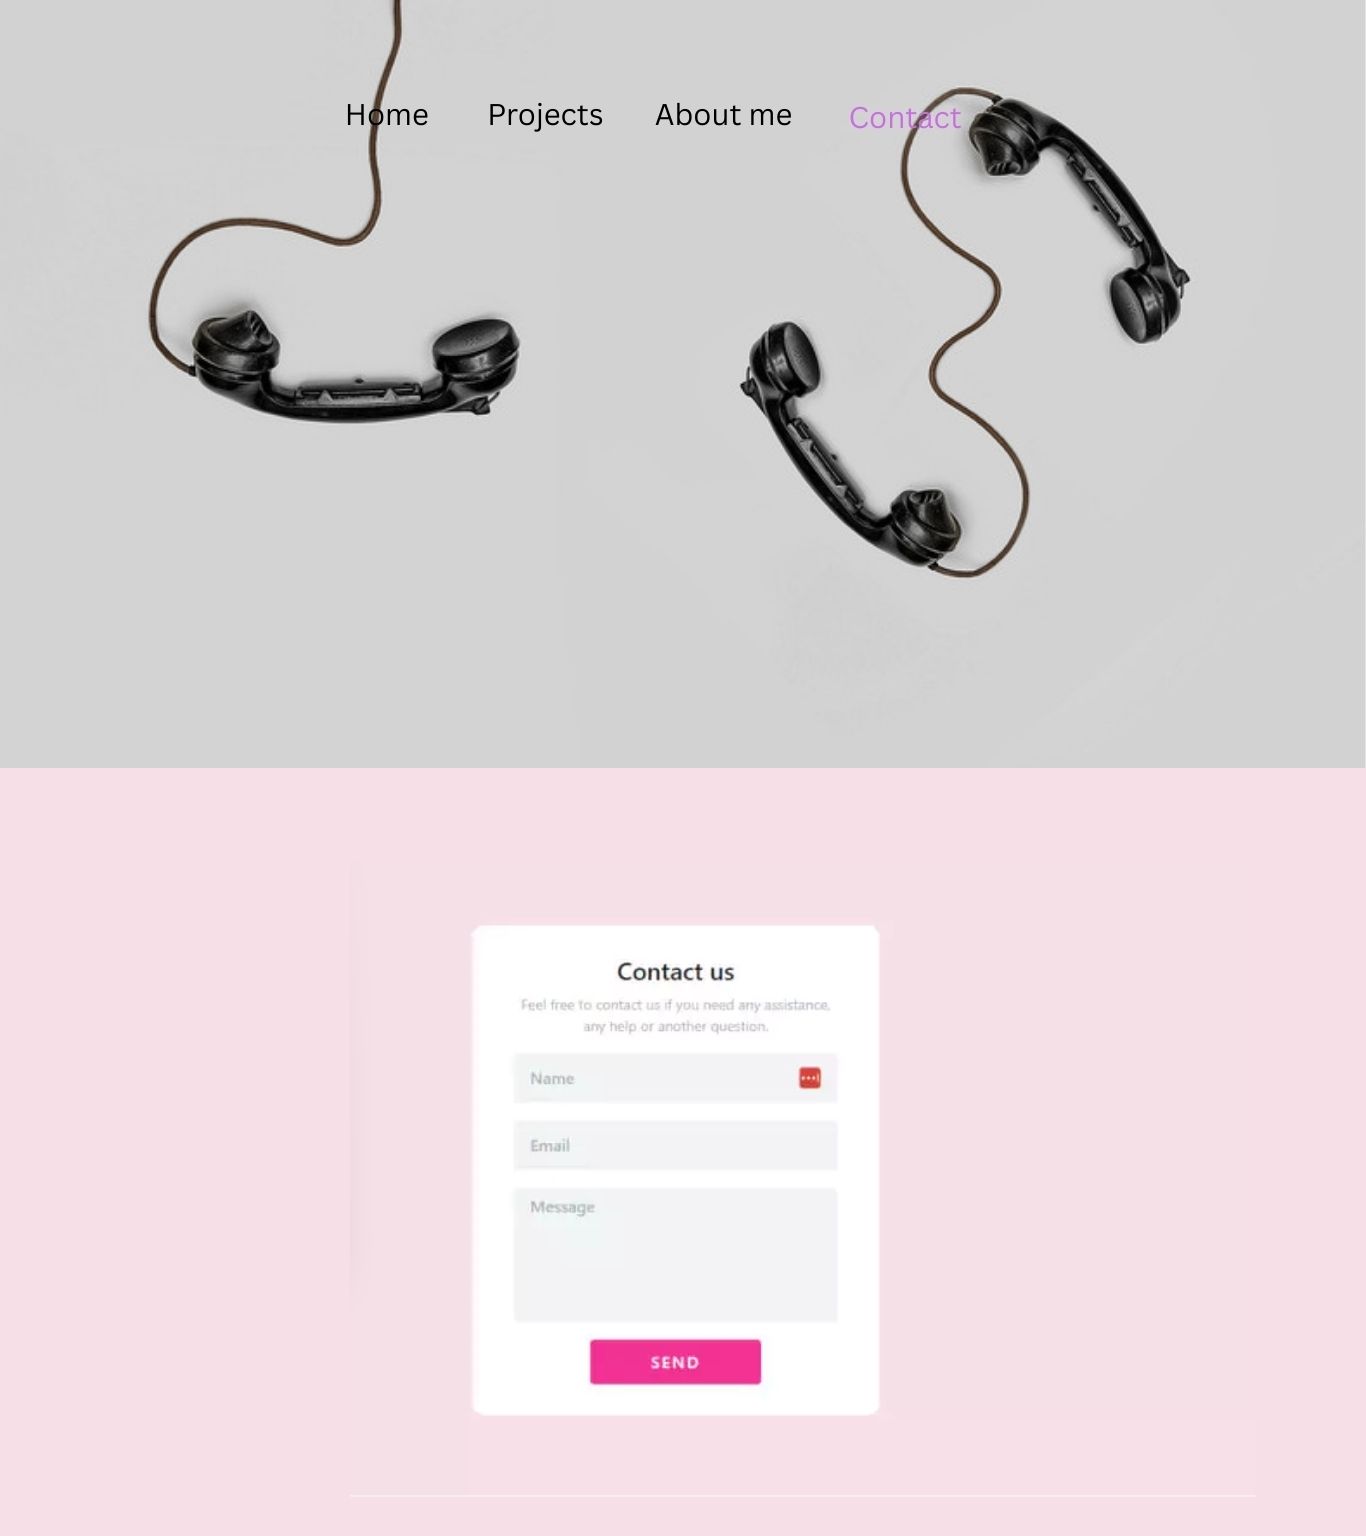 Home Projects About me Contact
Contact us
Feel free to contact us if you need any assistance,
any help or another question.
Name
Email
Message
SEND